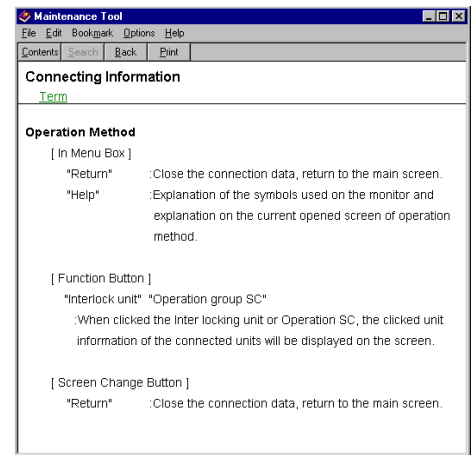 Maintenance Tool
File Edit Bookmark Options Help
Contents Search Back Print
Connecting Information
Term
Operation Method
[ In Menu Box ]
"Return" :Close the connection data, return to the main screen.
"Help" :Explanation of the symbols used on the monitor and
explanation on the current opened screen of operation
method.
[ Function Button ]
"Interlock unit" "Operation group SC"
:When clicked the Inter locking unit or Operation SC, the clicked unit
information of the connected units will be displayed on the screen.
[ Screen Change Button ]
"Return" :Close the connection data, return to the main screen.